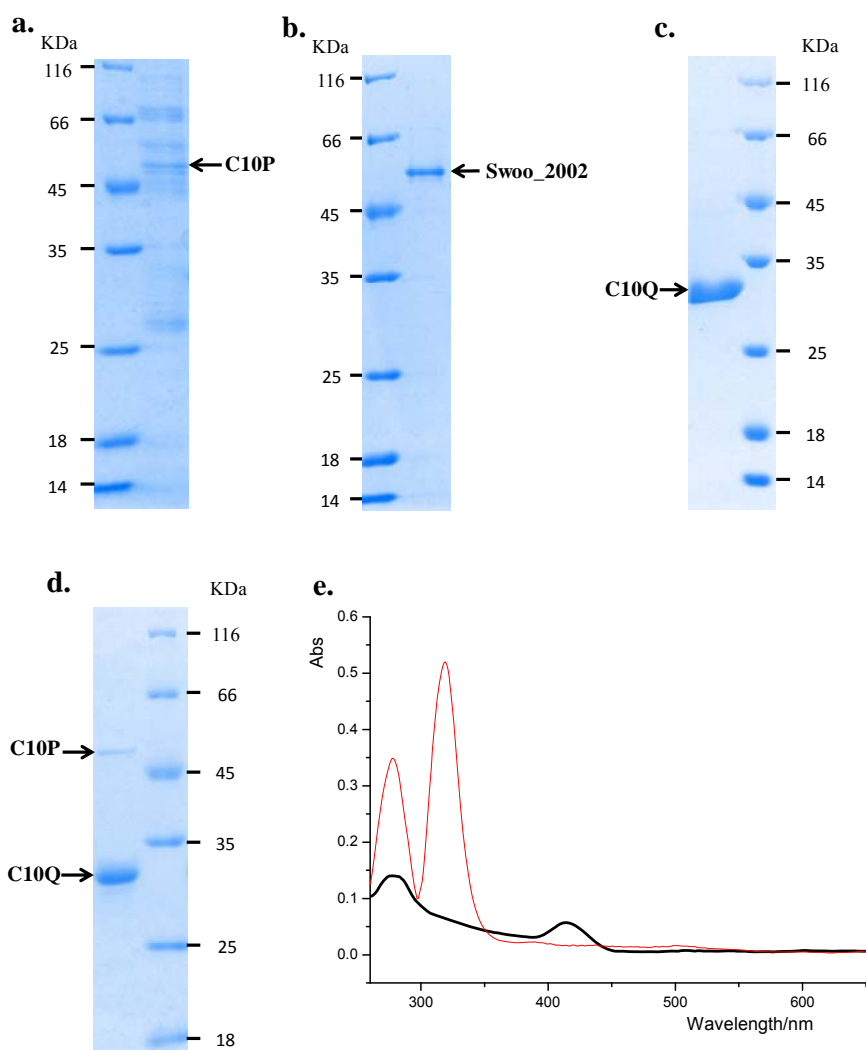 a.
KDa
116
66
C10P
45
35
25
18
14
b.
KDa
116
66
Swoo_2002
45
35
25
18
14
c.
KDa
116
66
45
35
C10Q
25
18
14
d.
KDa
116
66
C10P
45
35
C10Q
25
18
e.
0.6
Abs
0.5
0.4
0.3
0.2
0.1
0.0
300
400
500
600
Wavelength/nm